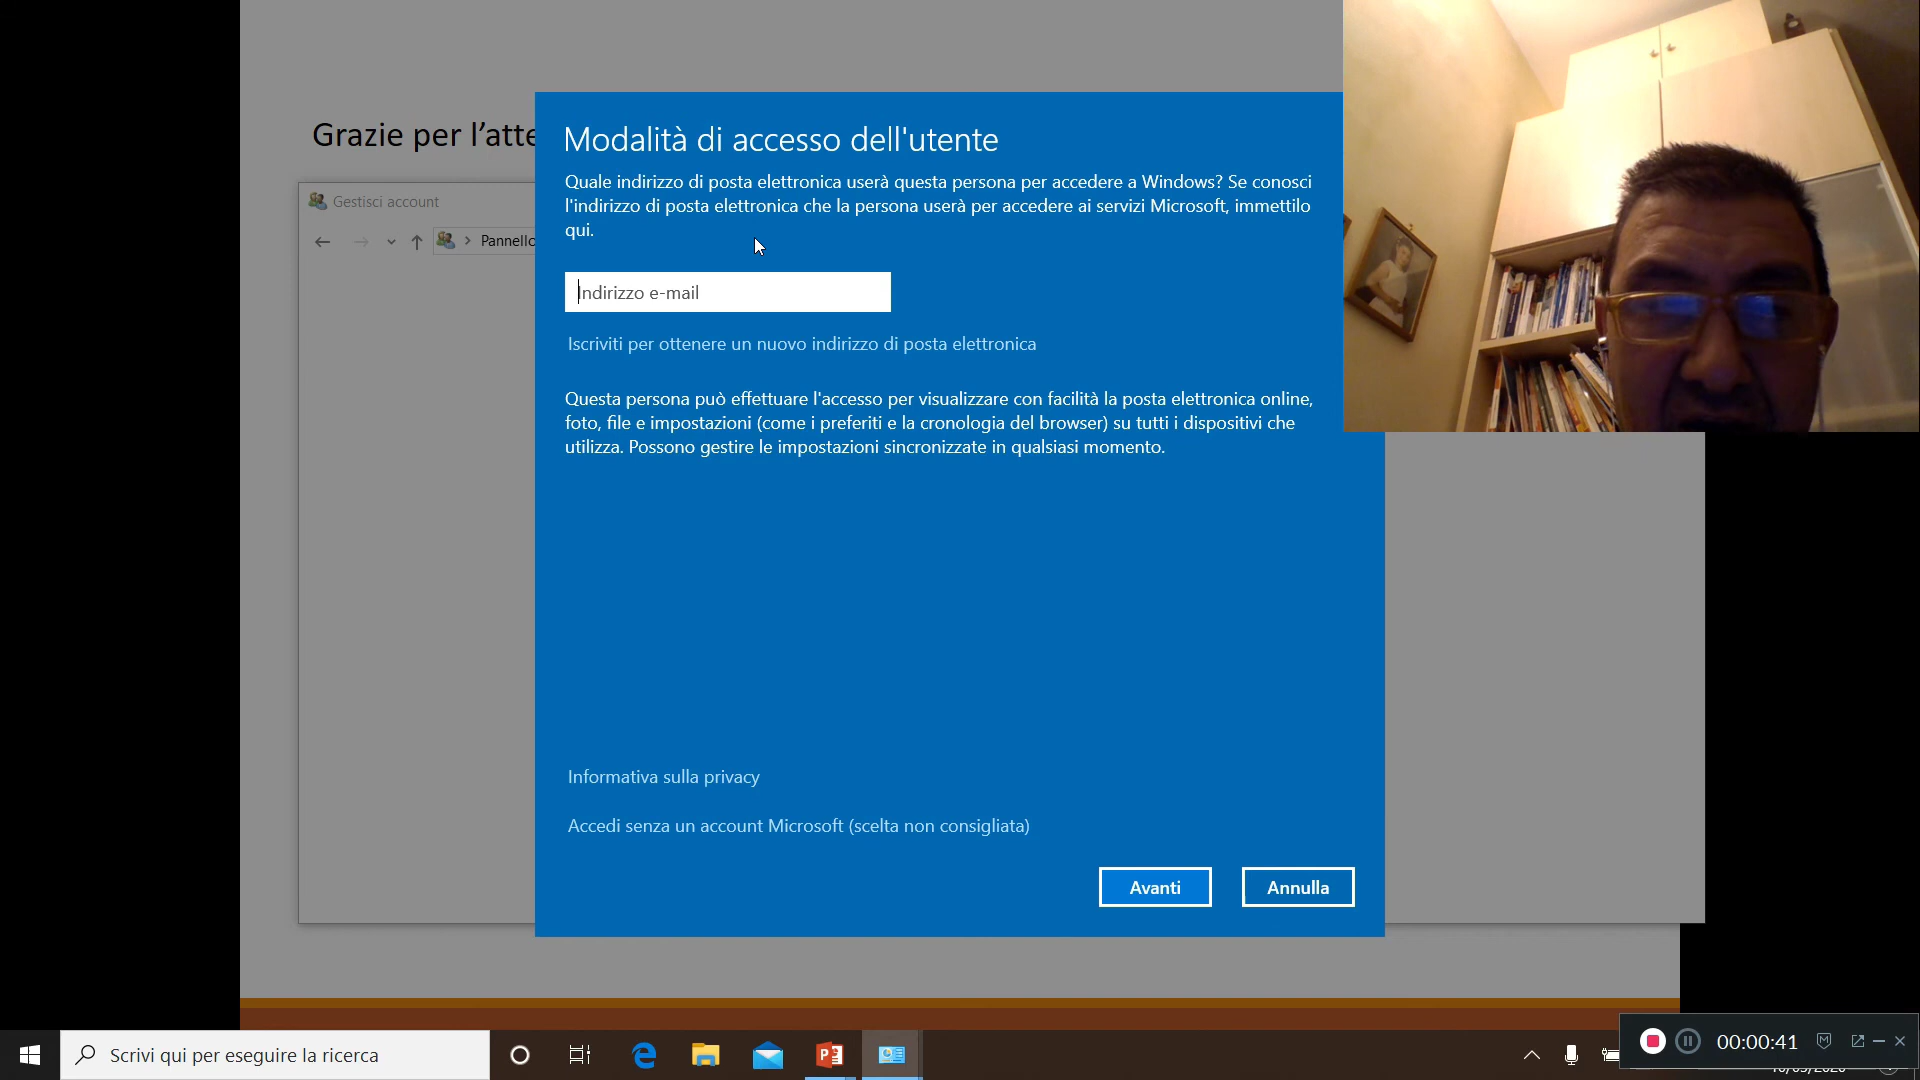 Grazie per l'atte
Modalità di accesso dell'utente
Quale indirizzo di posta elettronica userà questa persona per accedere a Windows? Se conosci
l'indirizzo di posta elettronica che la persona userà per accedere ai servizi Microsoft, immettilo
qui.
Gestisci account
Pannello
Indirizzo e-mail
Iscriviti per ottenere un nuovo indirizzo di posta elettronica
Questa persona può effettuare l'accesso per visualizzare con facilità la posta elettronica online,
foto, file e impostazioni (come i preferiti e la cronologia del browser) su tutti i dispositivi che
utilizza. Possono gestire le impostazioni sincronizzate in qualsiasi momento.
Informativa sulla privacy
Accedi senza un account Microsoft (scelta non consigliata)
Avanti
Annulla
Scrivi qui per eseguire la ricerca
00:00:41